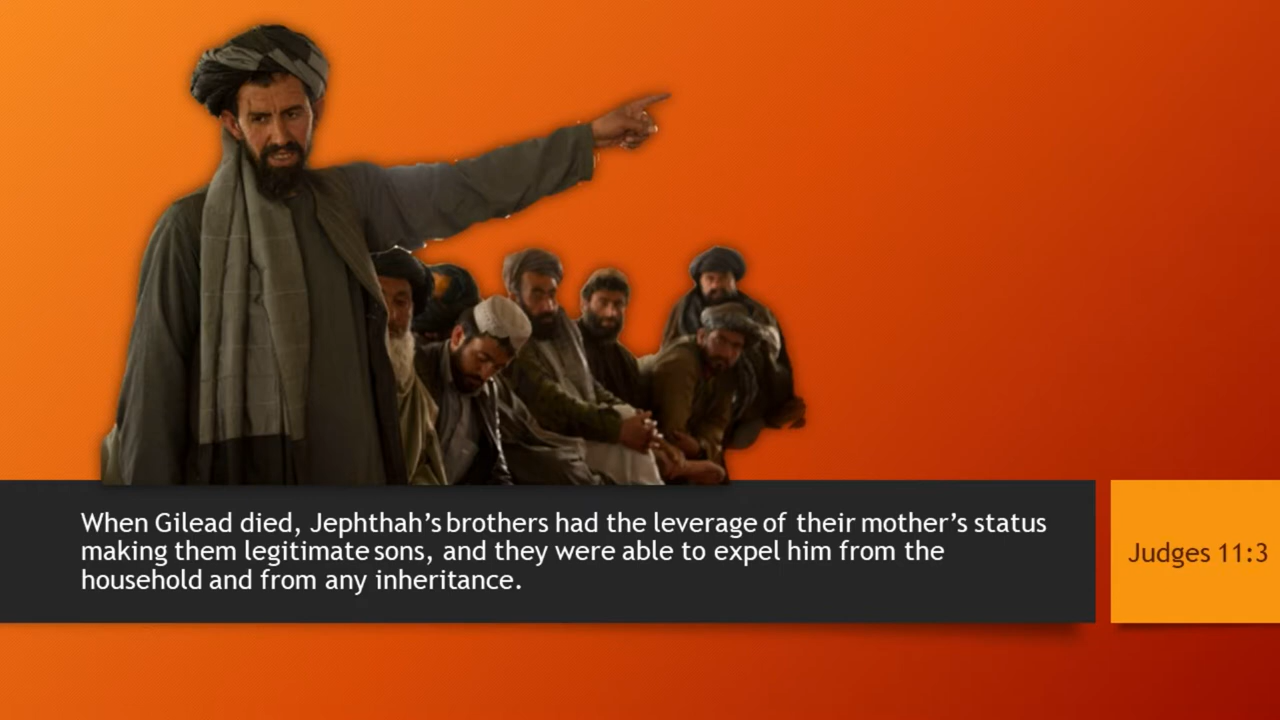 When Gilead died, Jephthah’s brothers had the leverage of their mother’s status
making them legitimate sons, and they were able to expel him from the
household and from any inheritance.
Judges 11:3